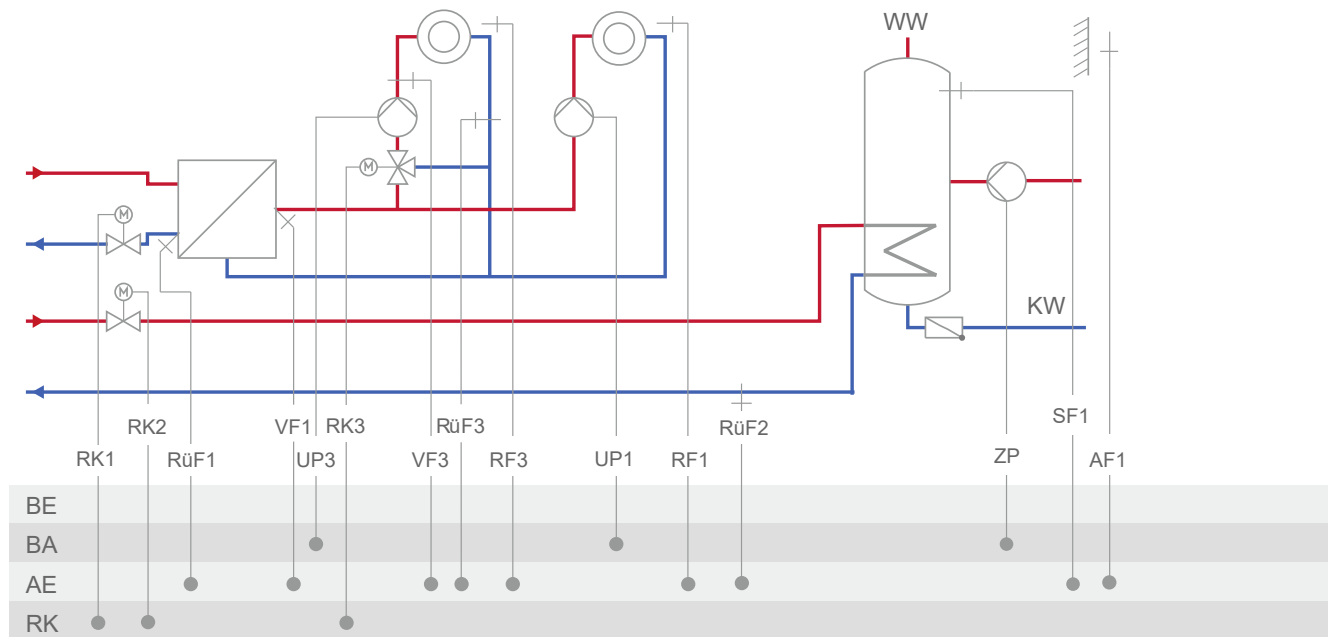 WW
M
M
M
KW
RK2
VF1
RK3
RüF3
RüF2
SF1
RK1
RüF1
UP3
VF3
RF3
UP1
RF1
ZP
AF1
BE
BA
AE
RK